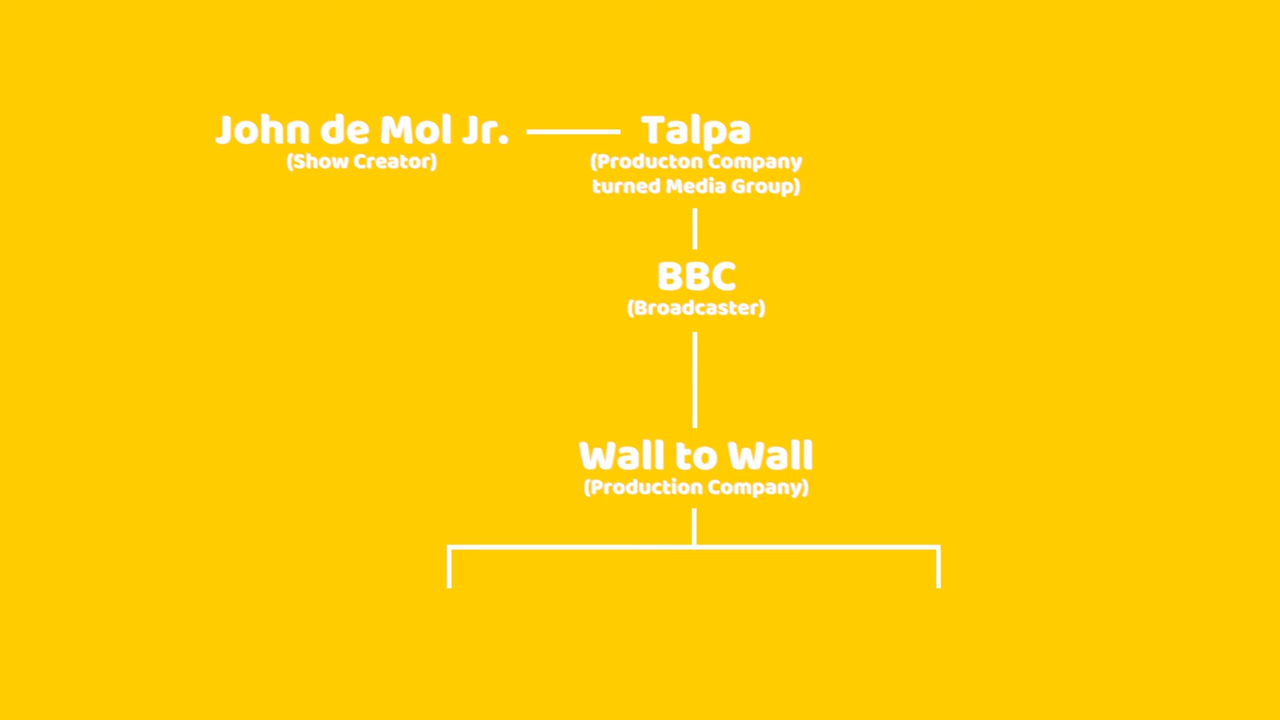 John de Mol Jr.
(Show Creator)
Talpa
(Producton Company
turned Media Group)
BBC
(Broadcaster)
Wall to Wall
(Production Company)